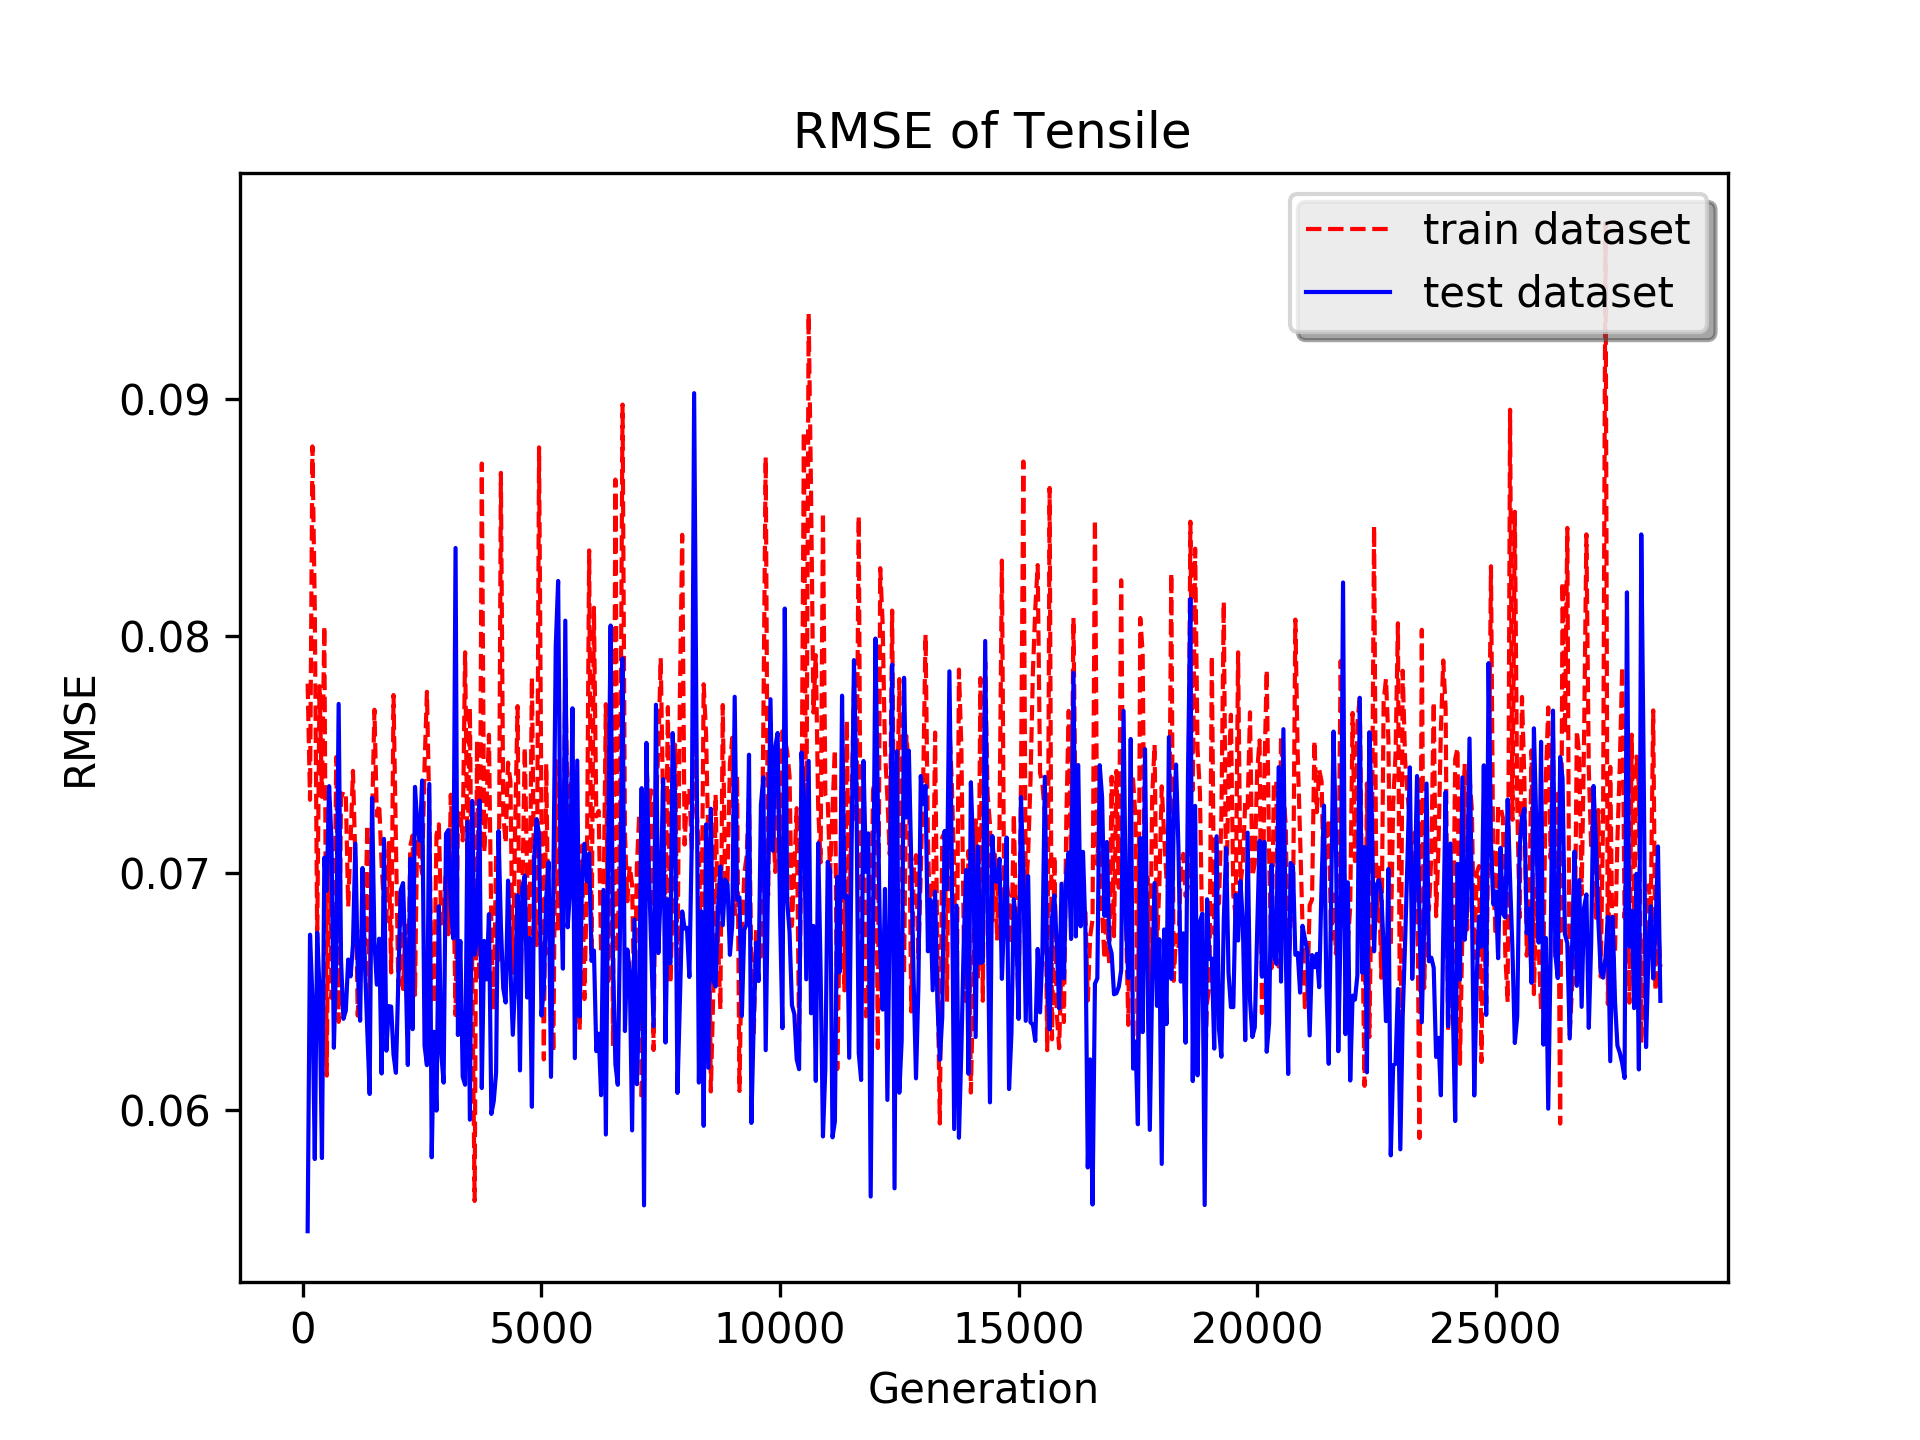 RMSE of Tensile
train dataset
test dataset
RMSE
0.09
0.08
0.07
0.06
0 5000 10000 15000 20000 25000
Generation